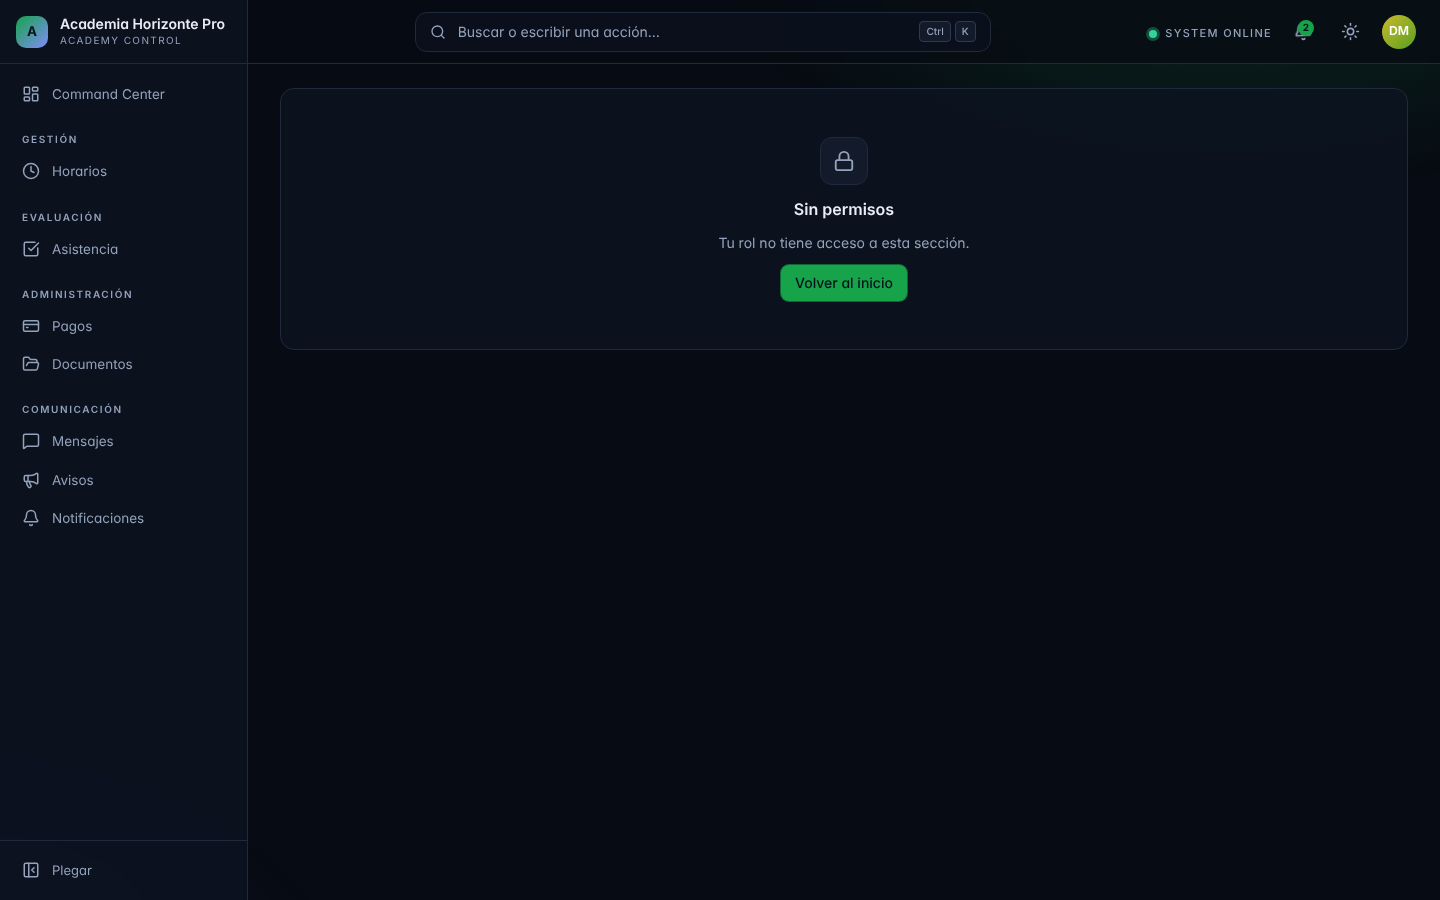 A
Academia Horizonte Pro
ACADEMY CONTROL
Buscar o escribir una acción...
Ctrl
K
SYSTEM ONLINE
2
DM
Command Center
GESTIÓN
Horarios
EVALUACIÓN
Asistencia
ADMINISTRACIÓN
Pagos
Documentos
COMUNICACIÓN
Mensajes
Avisos
Notificaciones
Plegar
Sin permisos
Tu rol no tiene acceso a esta sección.
Volver al inicio